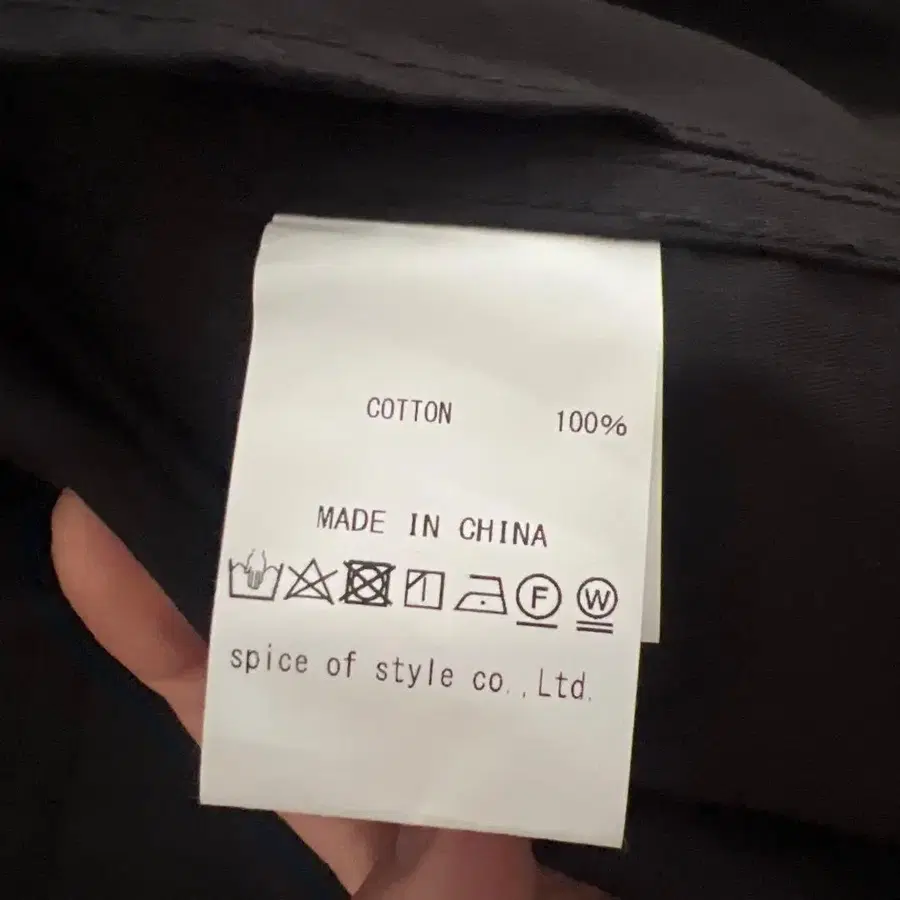 COTTON 100%
MADE IN CHINA
F W
spice of style co.,Ltd.